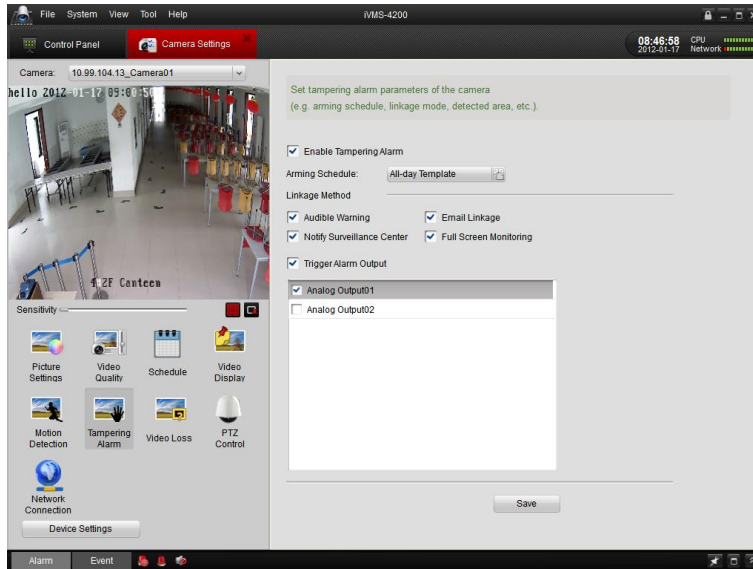 File System View Tool Help
iVMS-4200
Control Panel
Camera Settings
08:46:58
2012-01-17
CPU
Network
Camera: 10.99.104.13_Camera01
hello 2012-01-17 09:00:50
4 2F Canteen
Sensitivity
Picture Settings
Video Quality
Schedule
Video Display
Motion Detection
Tampering Alarm
Video Loss
PTZ Control
Network Connection
Device Settings
Set tampering alarm parameters of the camera
(e.g. arming schedule, linkage mode, detected area, etc.).
Enable Tampering Alarm
Arming Schedule: All-day Template
Linkage Method
Audible Warning
Email Linkage
Notify Surveillance Center
Full Screen Monitoring
Trigger Alarm Output
Analog Output01
Analog Output02
Save
Alarm
Event